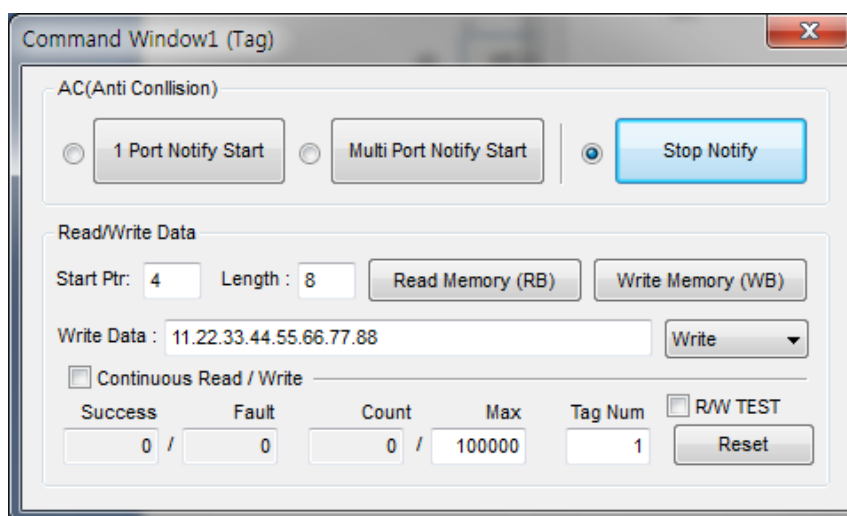 Command Window1 (Tag)
AC(Anti Conllision)
1 Port Notify Start Multi Port Notify Start Stop Notify
Read/Write Data
Start Ptr: 4 Length : 8 Read Memory (RB) Write Memory (WB)
Write Data : 11.22.33.44.55.66.77.88 Write
Continuous Read / Write
Success Fault Count Max Tag Num R/W TEST
0 / 0 0 / 100000 1 Reset